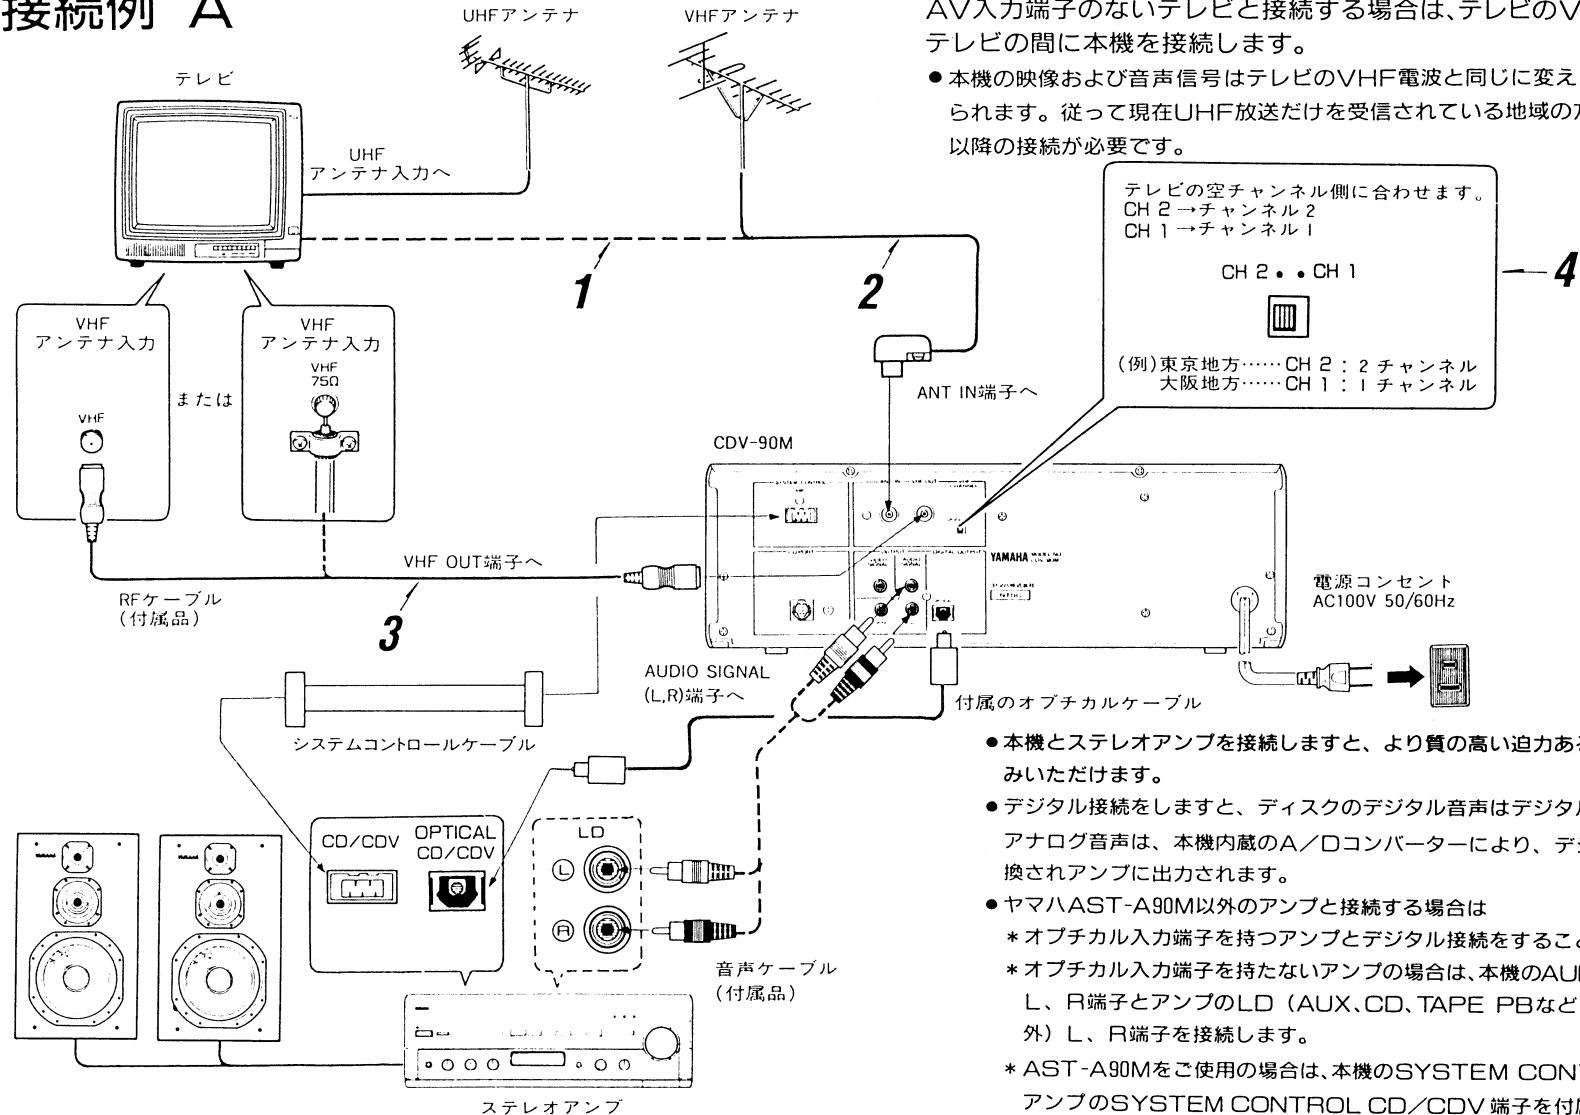 接続例 A
UHFアンテナ
VHFアンテナ
テレビ
UHF
アンテナ入力へ
AV入力端子のないテレビと接続する場合は、テレビのV
テレビの間に本機を接続します。
●本機の映像および音声信号はテレビのVHF電波と同じに変え
られます。従って現在UHF放送だけを受信されている地域の
以降の接続が必要です。
テレビの空チャンネル側に合わせます。
CH 2→チャンネル2
CH 1→チャンネル1
CH 2 • • CH 1
(例)東京地方……CH 2：2チャンネル
大阪地方……CH 1：1チャンネル
1
2
4
VHF
アンテナ入力
VHF
または
VHF
アンテナ入力
VHF
75Ω
ANT IN端子へ
CDV-90M
SYSTEM CONTROL
ANT IN
VHF OUT
DIGITAL OUTPUT
YAMAHA
VHF OUT端子へ
RFケーブル
(付属品)
3
電源コンセント
AC100V 50/60Hz
AUDIO SIGNAL
(L,R)端子へ
付属のオプチカルケーブル
システムコントロールケーブル
●本機とステレオアンプを接続しますと、より質の高い迫力ある
みいただけます。
●デジタル接続をしますと、ディスクのデジタル音声はデジタル
アナログ音声は、本機内蔵のA／Dコンバーターにより、デジ
換されアンプに出力されます。
●ヤマハAST-A90M以外のアンプと接続する場合は
＊オプチカル入力端子を持つアンプとデジタル接続をするこ
＊オプチカル入力端子を持たないアンプの場合は、本機のAU
L、R端子とアンプのLD（AUX、CD、TAPE PBなど
外）L、R端子を接続します。
＊AST-A90Mをご使用の場合は、本機のSYSTEM CON
アンプのSYSTEM CONTROL CD／CDV端子を付
CD/CDV
OPTICAL
CD/CDV
LD
L
R
音声ケーブル
(付属品)
ステレオアンプ